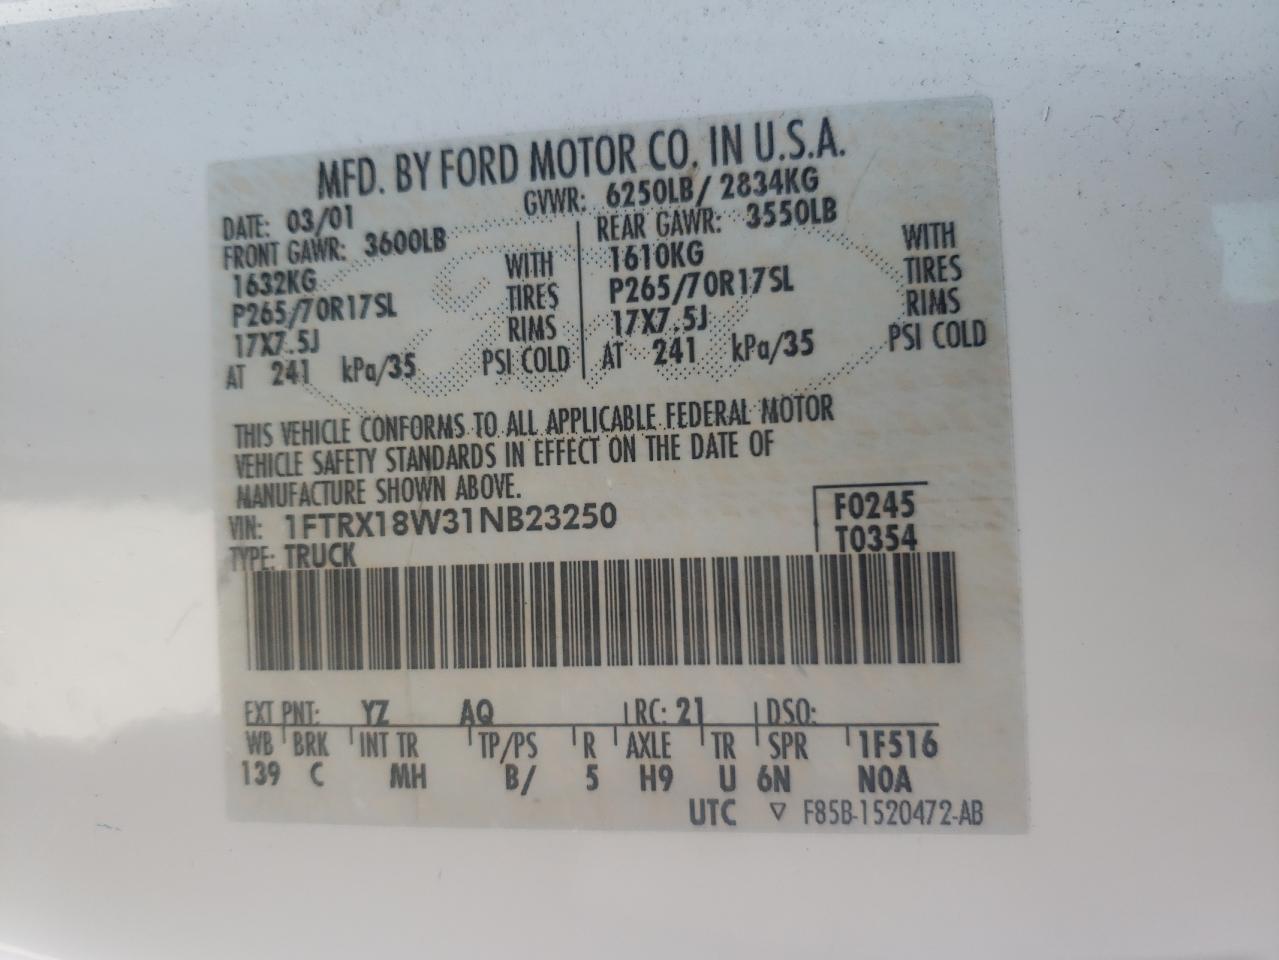 MFD. BY FORD MOTOR CO. IN U.S.A.
DATE: 03/01 GVWR: 6250LB/ 2834KG
FRONT GAWR: 3600LB REAR GAWR: 3550LB
1632KG WITH 1610KG WITH
P265/70R17SL TIRES P265/70R17SL TIRES
17X7.5J RIMS 17X7.5J RIMS
AT 241 kPa/35 PSI COLD AT 241 kPa/35 PSI COLD
THIS VEHICLE CONFORMS TO ALL APPLICABLE FEDERAL MOTOR
VEHICLE SAFETY STANDARDS IN EFFECT ON THE DATE OF
MANUFACTURE SHOWN ABOVE.
VIN: 1FTRX18W31NB23250 F0245
TYPE: TRUCK T0354
EXT PNT: YZ AQ RC: 21 DSO:
WB BRK INT TR TP/PS R AXLE TR SPR 1F516
139 C MH B/ 5 H9 U 6N NOA
UTC ▽ F85B-1520472-AB